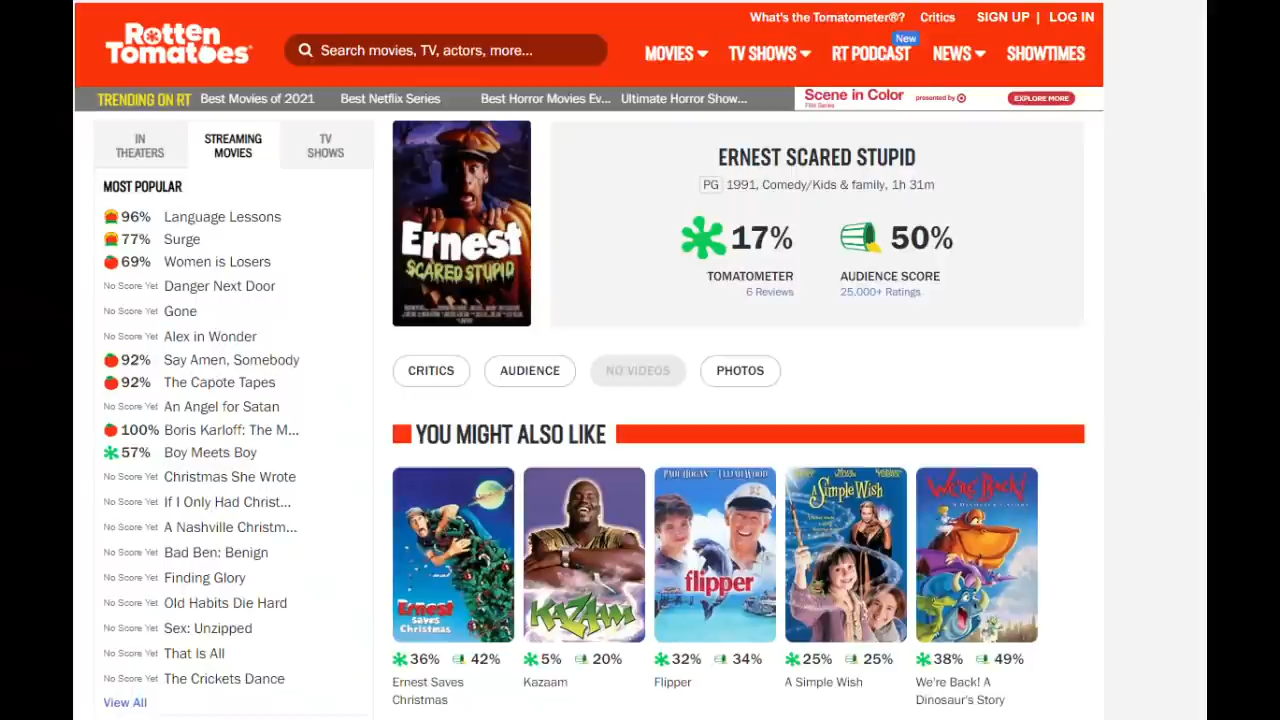 What's the Tomatometer®? Critics SIGN UP | LOG IN
Rotten
Tomatoes
Search movies, TV, actors, more...
New
MOVIES TV SHOWS RT PODCAST NEWS SHOWTIMES
TRENDING ON RT Best Movies of 2021 Best Netflix Series Best Horror Movies Ev... Ultimate Horror Show...
Scene in Color presented by EXPLORE MORE
Film Series
IN THEATERS
STREAMING MOVIES
TV SHOWS
MOST POPULAR
96% Language Lessons
77% Surge
69% Women is Losers
No Score Yet Danger Next Door
No Score Yet Gone
No Score Yet Alex in Wonder
92% Say Amen, Somebody
92% The Capote Tapes
No Score Yet An Angel for Satan
100% Boris Karloff: The M...
57% Boy Meets Boy
No Score Yet Christmas She Wrote
No Score Yet If I Only Had Christ...
No Score Yet A Nashville Christm...
No Score Yet Bad Ben: Benign
No Score Yet Finding Glory
No Score Yet Old Habits Die Hard
No Score Yet Sex: Unzipped
No Score Yet That Is All
No Score Yet The Crickets Dance
View All
Ernest
SCARED STUPID
ERNEST SCARED STUPID
PG 1991, Comedy/Kids & family, 1h 31m
17% 50%
TOMATOMETER AUDIENCE SCORE
6 Reviews 25,000+ Ratings
CRITICS AUDIENCE NO VIDEOS PHOTOS
YOU MIGHT ALSO LIKE
Ernest
saves
Christmas
KAZAAM
PAUL HOGAN ELIJAH WOOD
flipper
A Simple Wish
WE'RE BACK!
A DINOSAUR'S STORY
36% 42%
Ernest Saves
Christmas
5% 20%
Kazaam
32% 34%
Flipper
25% 25%
A Simple Wish
38% 49%
We're Back! A
Dinosaur's Story